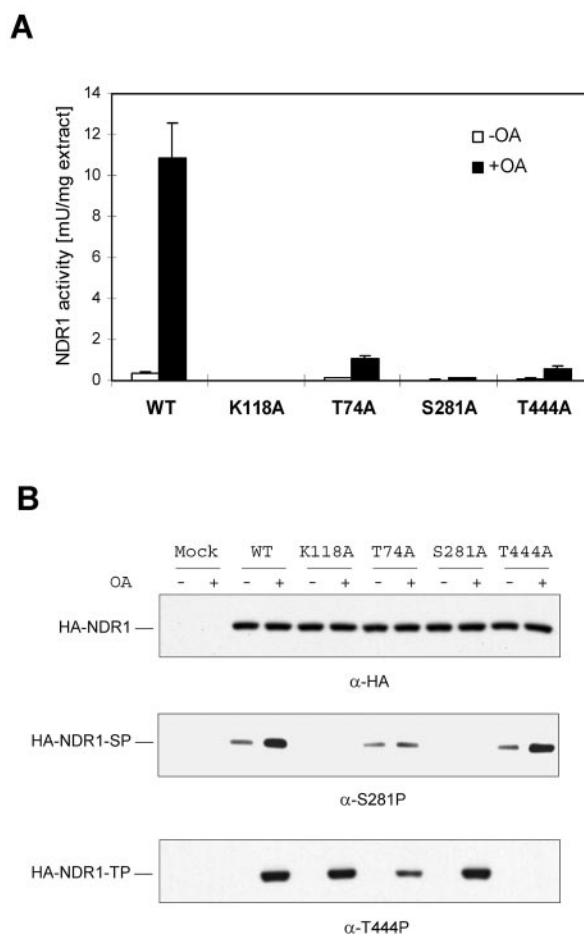 A
NDR1 activity [mU/mg extract]
14
12
10
8
6
4
2
0
-OA
+OA
WT K118A T74A S281A T444A
B
Mock WT K118A T74A S281A T444A
OA - + - + - + - + - + - +
HA-NDR1
α-HA
HA-NDR1-SP
α-S281P
HA-NDR1-TP
α-T444P